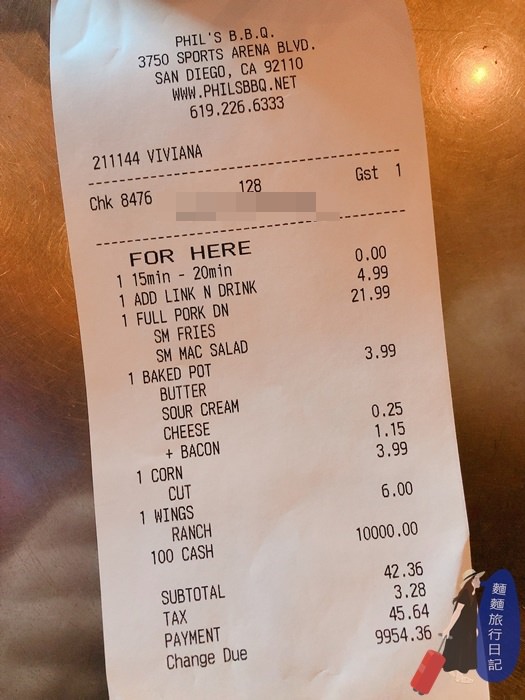 PHIL'S B.B.Q.
3750 SPORTS ARENA BLVD.
SAN DIEGO, CA 92110
WWW.PHILSBBQ.NET
619.226.6333
211144 VIVIANA
Chk 8476 128 Gst 1
FOR HERE
1 15min - 20min 0.00
1 ADD LINK N DRINK 4.99
1 FULL PORK DN 21.99
SM FRIES
SM MAC SALAD
1 BAKED POT 3.99
BUTTER
SOUR CREAM
CHEESE 0.25
+ BACON 1.15
1 CORN 3.99
CUT
1 WINGS 6.00
RANCH
100 CASH 10000.00
SUBTOTAL 42.36
TAX 3.28
PAYMENT 45.64
Change Due 9954.36
麵麵旅行日記